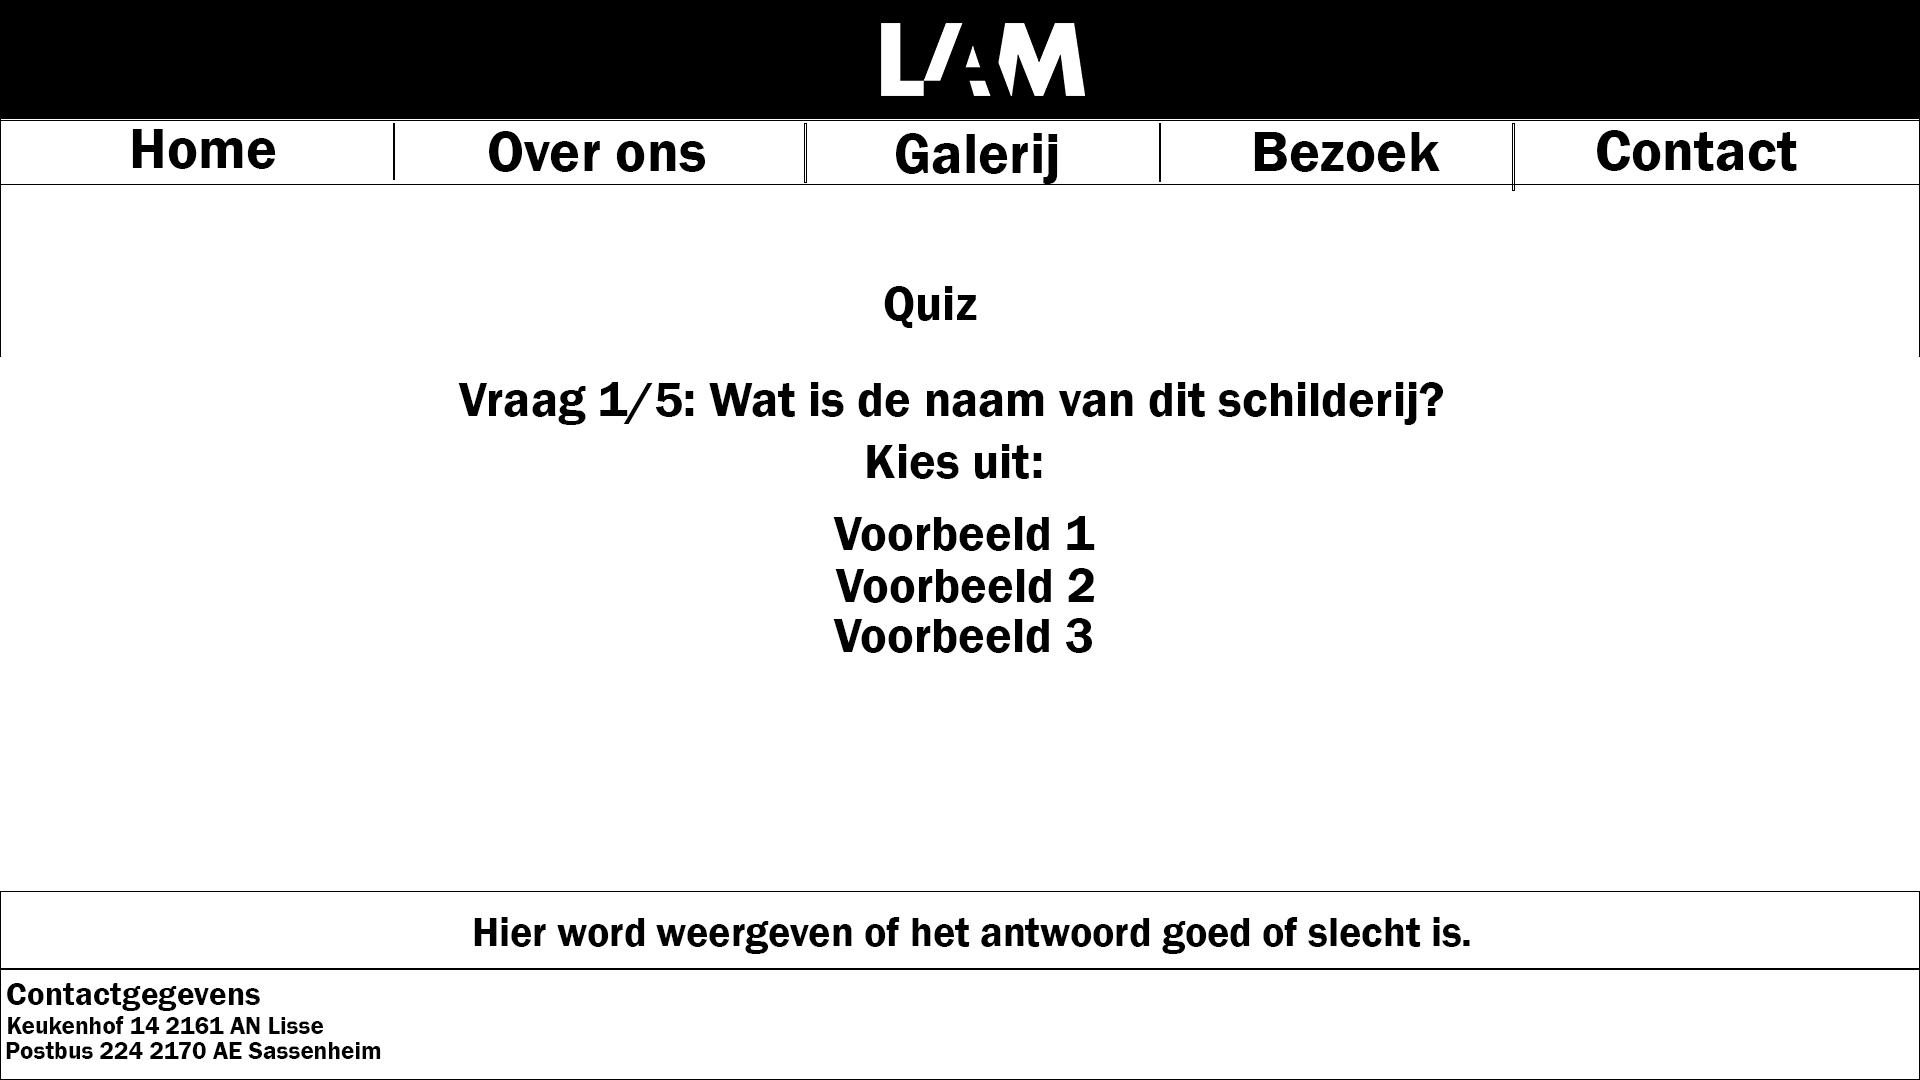 LAM
Home Over ons Galerij Bezoek Contact
Quiz
Vraag 1/5: Wat is de naam van dit schilderij?
Kies uit:
Voorbeeld 1
Voorbeeld 2
Voorbeeld 3
Hier word weergeven of het antwoord goed of slecht is.
Contactgegevens
Keukenhof 14 2161 AN Lisse
Postbus 224 2170 AE Sassenheim